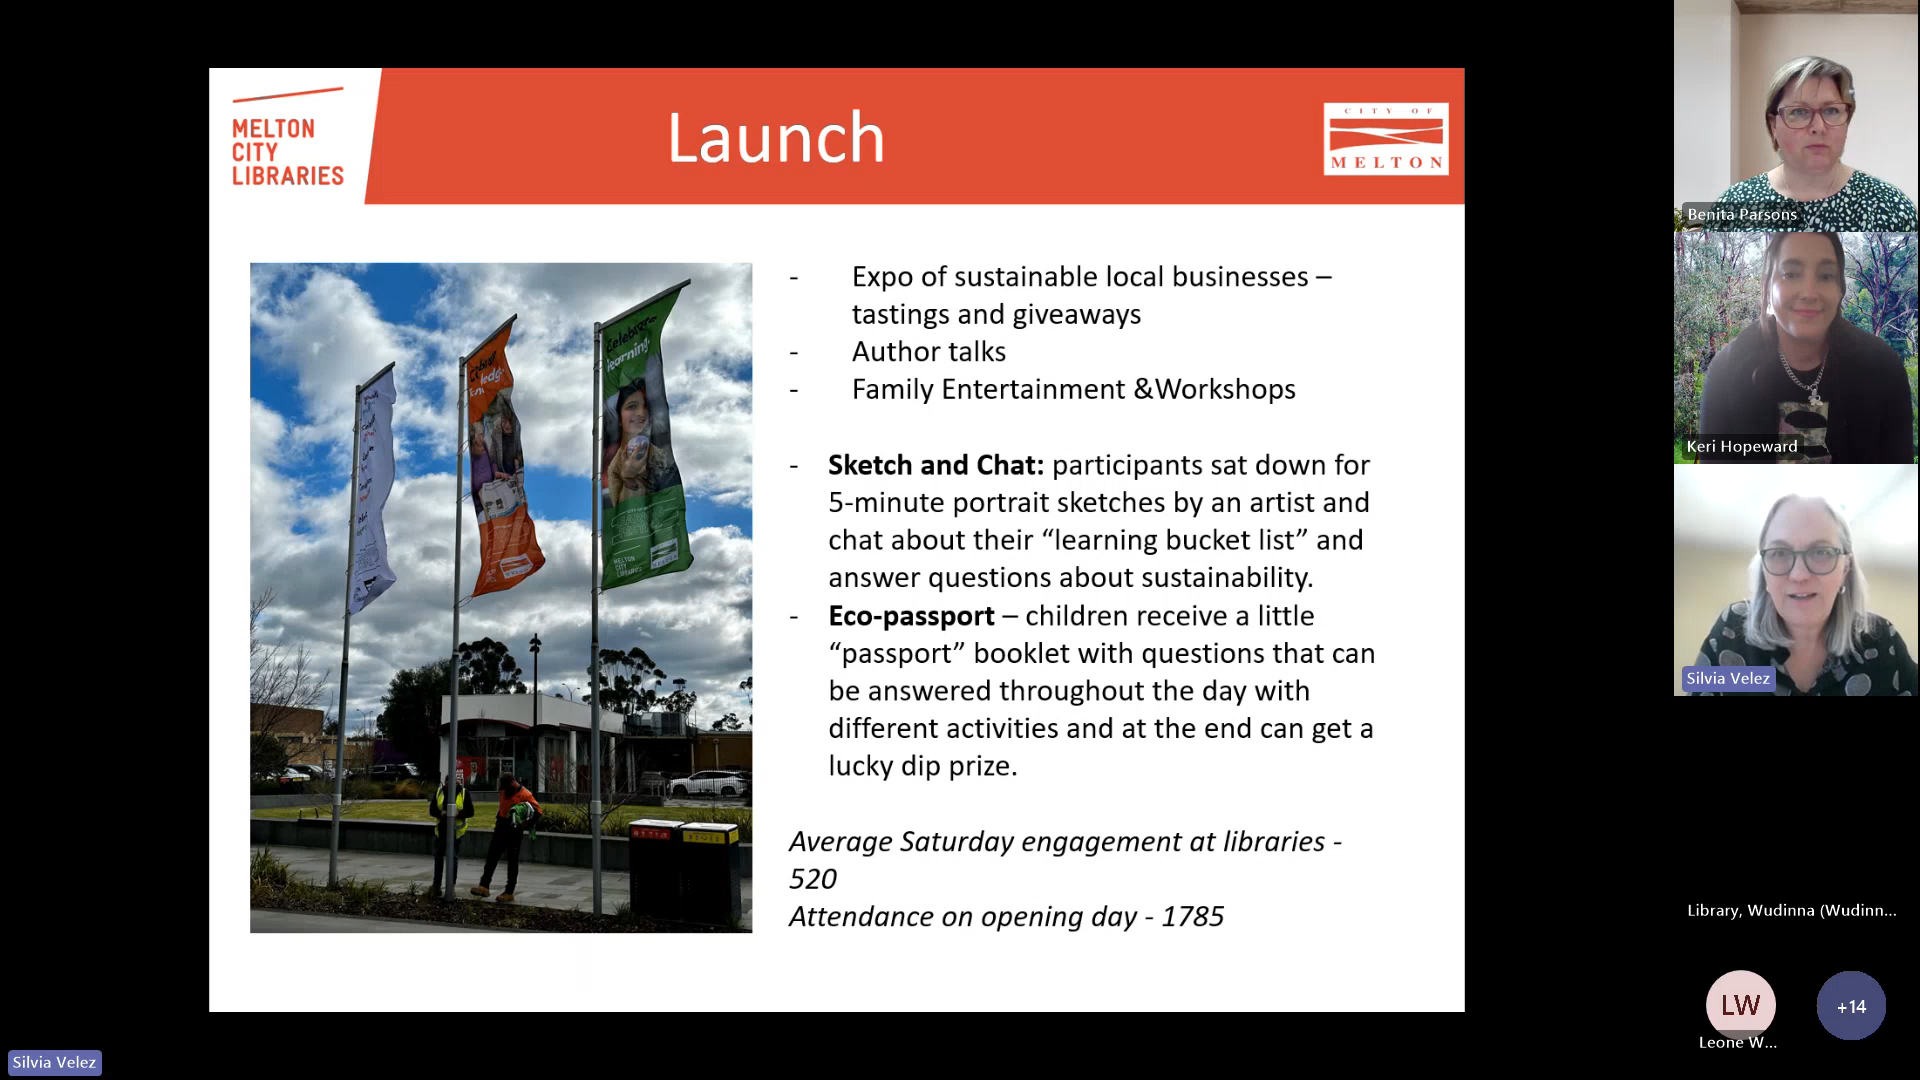 MELTON
CITY
LIBRARIES
Launch
CITY OF
MELTON
- Expo of sustainable local businesses –
tastings and giveaways
- Author talks
- Family Entertainment &Workshops
- Sketch and Chat: participants sat down for
5-minute portrait sketches by an artist and
chat about their “learning bucket list” and
answer questions about sustainability.
- Eco-passport – children receive a little
“passport” booklet with questions that can
be answered throughout the day with
different activities and at the end can get a
lucky dip prize.
Average Saturday engagement at libraries -
520
Attendance on opening day - 1785
Celebrate
learning
MELTON
CITY
LIBRARIES
Benita Parsons
Keri Hopeward
Silvia Velez
Library, Wudinna (Wudinn...
LW
+14
Leone W...
Silvia Velez